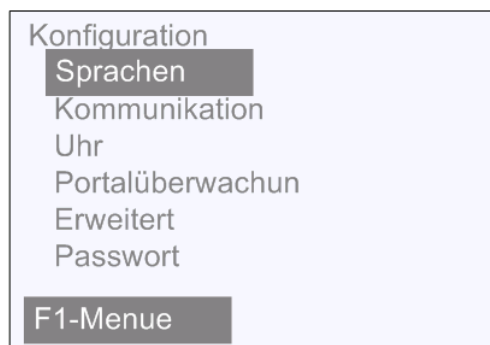 Konfiguration
Sprachen
Kommunikation
Uhr
Portalüberwachun
Erweitert
Passwort
F1-Menue